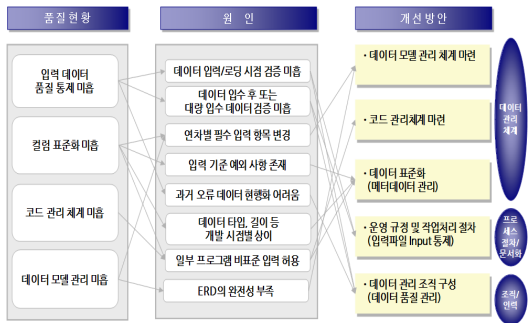 품질현황
원 인
개선방안
입력 데이터
품질 통제 미흡
컬럼 표준화 미흡
코드 관리 체계 미흡
데이터 모델 관리 미흡
데이터 입력/로딩 시점 검증 미흡
데이터 입수 후 또는
대량 입수 데이터 검증 미흡
연차별 필수 입력 항목 변경
입력 기준 예외 사항 존재
과거 오류 데이터 현행화 어려움
데이터 타입, 길이 등
개발 시점별 상이
일부 프로그램 비표준 입력 허용
ERD의 완전성 부족
• 데이터 모델 관리 체계 마련
• 코드 관리체계 마련
• 데이터 표준화
(메터데이터 관리)
• 운영 규정 및 작업처리 절차
(입력파일 Input 통제)
• 데이터 관리 조직 구성
(데이터 품질 관리)
데이터
관리
체계
프로
세스
절차/
문서화
조직/
인력